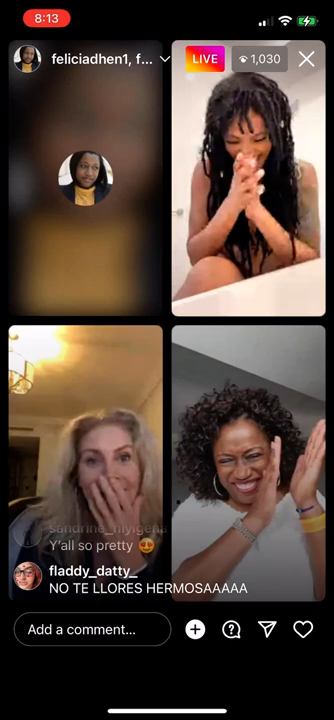 8:13
feliciadhen1, f...
LIVE
1,030
Y'all so pretty 😍
fladdy_datty_
NO TE LLORES HERMOSAAAAA
Add a comment...